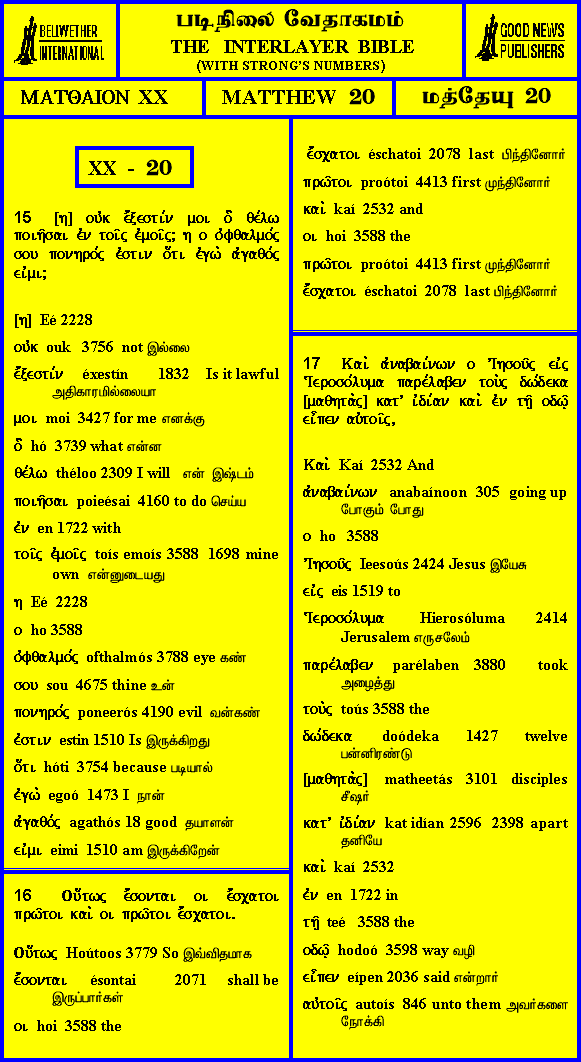 BELLWETHER
INTERNATIONAL
படிநிலை வேதாகமம்
THE INTERLAYER BIBLE
(WITH STRONG'S NUMBERS)
GOOD NEWS
PUBLISHERS
ΜΑΤΘΑΙΟΝ XX
MATTHEW 20
மத்தேயு 20
XX - 20
15 [η] οὐκ ἔξεστίν μοι ὃ θέλω
ποιῆσαι ἐν τοῖς ἐμοῖς; η ο ὀφθαλμός
σου πονηρός ἐστιν ὅτι ἐγὼ ἀγαθός
εἰμι;
[η] Eé 2228
οὐκ ouk 3756 not இல்லை
ἔξεστίν éxestín 1832 Is it lawful
அதிகாரமில்லையா
μοι moi 3427 for me எனக்கு
ὃ hó 3739 what என்ன
θέλω théloo 2309 I will என் இஷ்டம்
ποιῆσαι poieésai 4160 to do செய்ய
ἐν en 1722 with
τοῖς ἐμοῖς toís emoís 3588 1698 mine
own என்னுடையது
η Eé 2228
ο ho 3588
ὀφθαλμός ofthalmós 3788 eye கண்
σου sou 4675 thine உன்
πονηρός poneerós 4190 evil வன்கண்
ἐστιν estin 1510 Is இருக்கிறது
ὅτι hóti 3754 because படியால்
ἐγὼ egoó 1473 I நான்
ἀγαθός agathós 18 good தயாளன்
εἰμι eimi 1510 am இருக்கிறேன்
16 Οὕτως ἔσονται οι ἔσχατοι
πρῶτοι καὶ οι πρῶτοι ἔσχατοι.
Οὕτως Hoútoos 3779 So இவ்விதமாக
ἔσονται ésontai 2071 shall be
இருப்பார்கள்
οι hoi 3588 the
ἔσχατοι éschatoi 2078 last பிந்தினோர்
πρῶτοι proótoi 4413 first முந்தினோர்
καὶ kaí 2532 and
οι hoi 3588 the
πρῶτοι proótoi 4413 first முந்தினோர்
ἔσχατοι éschatoi 2078 last பிந்தினோர்
17 Καὶ ἀναβαίνων ο Ἰησοῦς εἰς
Ἱεροσόλυμα παρέλαβεν τοὺς δώδεκα
[μαθητὰς] κατ' ἰδίαν καὶ ἐν τῇ οδῷ
εἶπεν αὐτοῖς,
Καὶ Kaí 2532 And
ἀναβαίνων anabaínoon 305 going up
போகும் போது
ο ho 3588
Ἰησοῦς Ieesoús 2424 Jesus இயேசு
εἰς eis 1519 to
Ἱεροσόλυμα Hierosóluma 2414
Jerusalem எருசலேம்
παρέλαβεν parélaben 3880 took
அழைத்து
τοὺς toús 3588 the
δώδεκα doódeka 1427 twelve
பன்னிரண்டு
[μαθητὰς] matheetás 3101 disciples
சீஷர்
κατ' ἰδίαν kat idían 2596 2398 apart
தனியே
καὶ kaí 2532
ἐν en 1722 in
τῇ teé 3588 the
οδῷ hodoó 3598 way வழி
εἶπεν eípen 2036 said என்றார்
αὐτοῖς autoís 846 unto them அவர்களை
நோக்கி